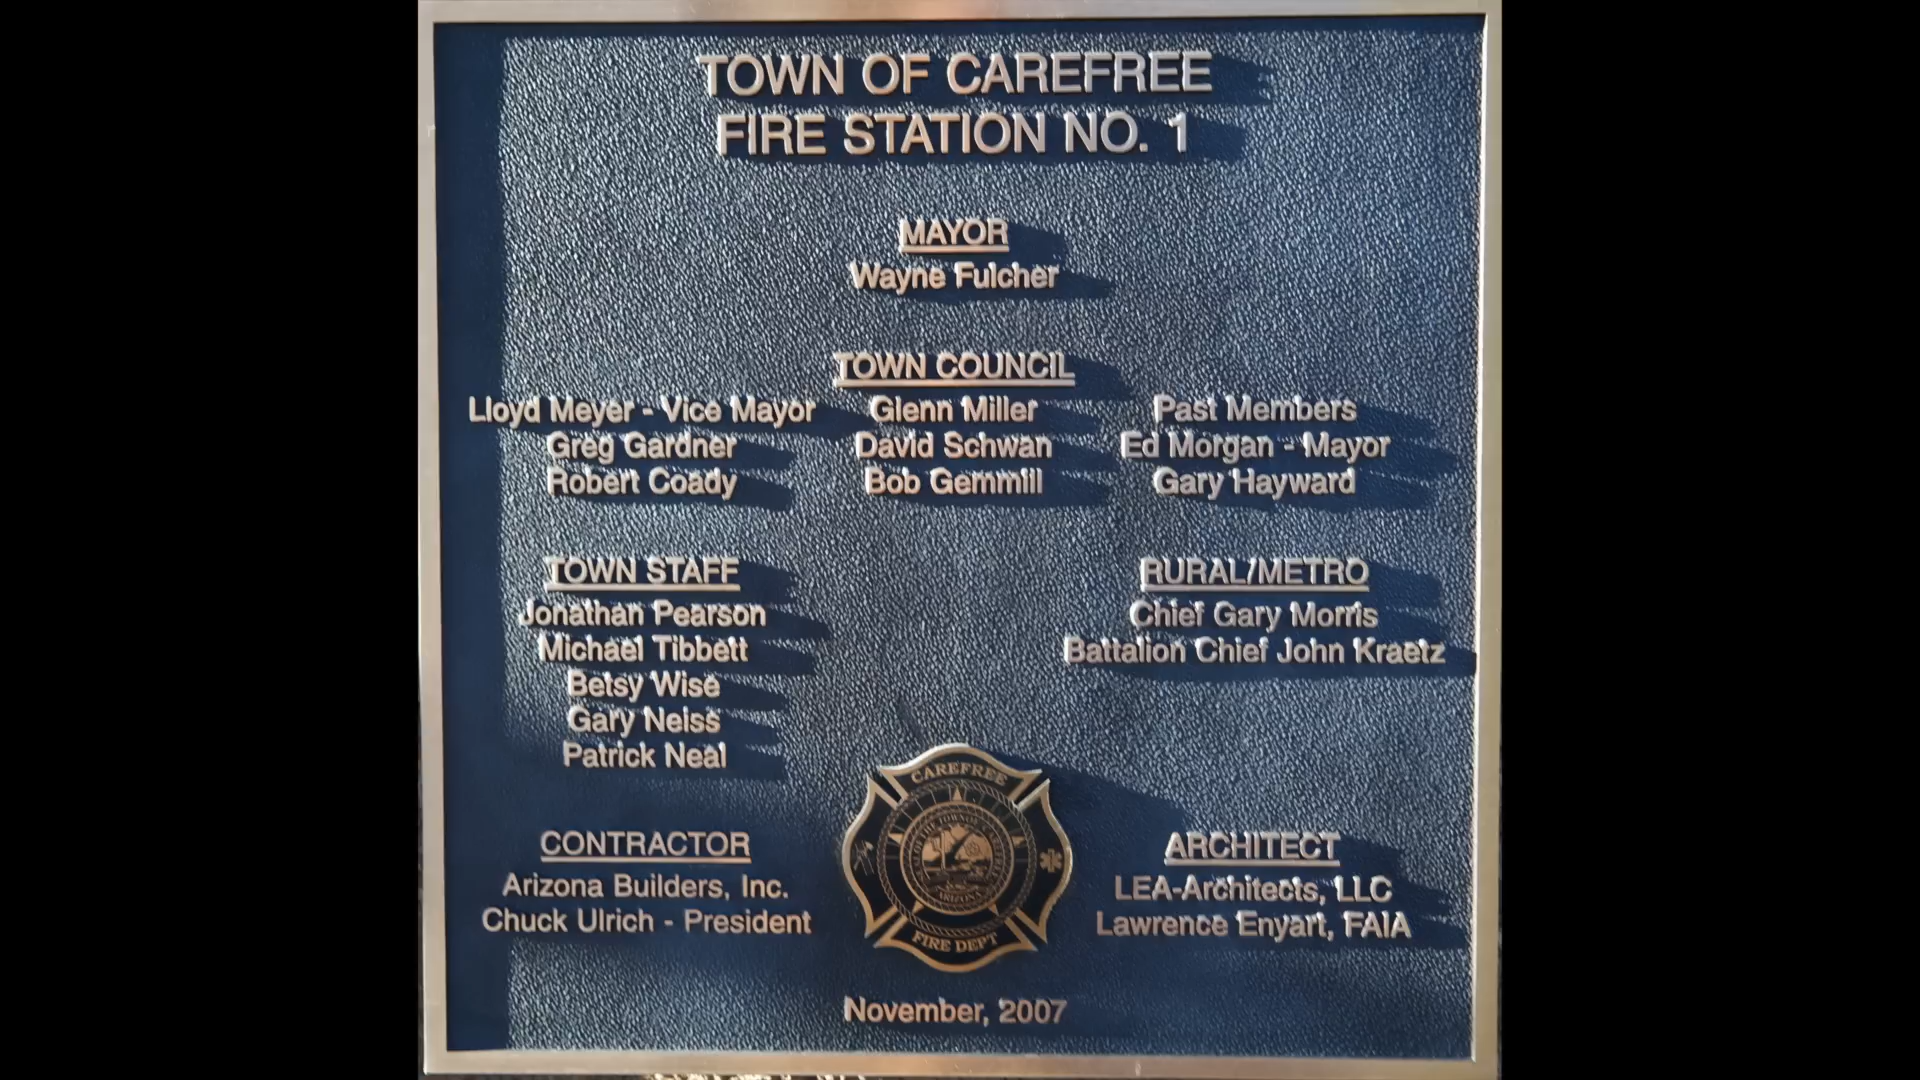 TOWN OF CAREFREE
FIRE STATION NO. 1
MAYOR
Wayne Fulcher
TOWN COUNCIL
Lloyd Meyer - Vice Mayor
Greg Gardner
Robert Coady
Glenn Miller
David Schwan
Bob Gemmill
Past Members
Ed Morgan - Mayor
Gary Hayward
TOWN STAFF
Jonathan Pearson
Michael Tibbett
Betsy Wise
Gary Neiss
Patrick Neal
RURAL/METRO
Chief Gary Morris
Battalion Chief John Kraetz
CONTRACTOR
Arizona Builders, Inc.
Chuck Ulrich - President
CAREFREE
ARIZONA
FIRE DEPT
ARCHITECT
LEA-Architects, LLC
Lawrence Enyart, FAIA
November, 2007